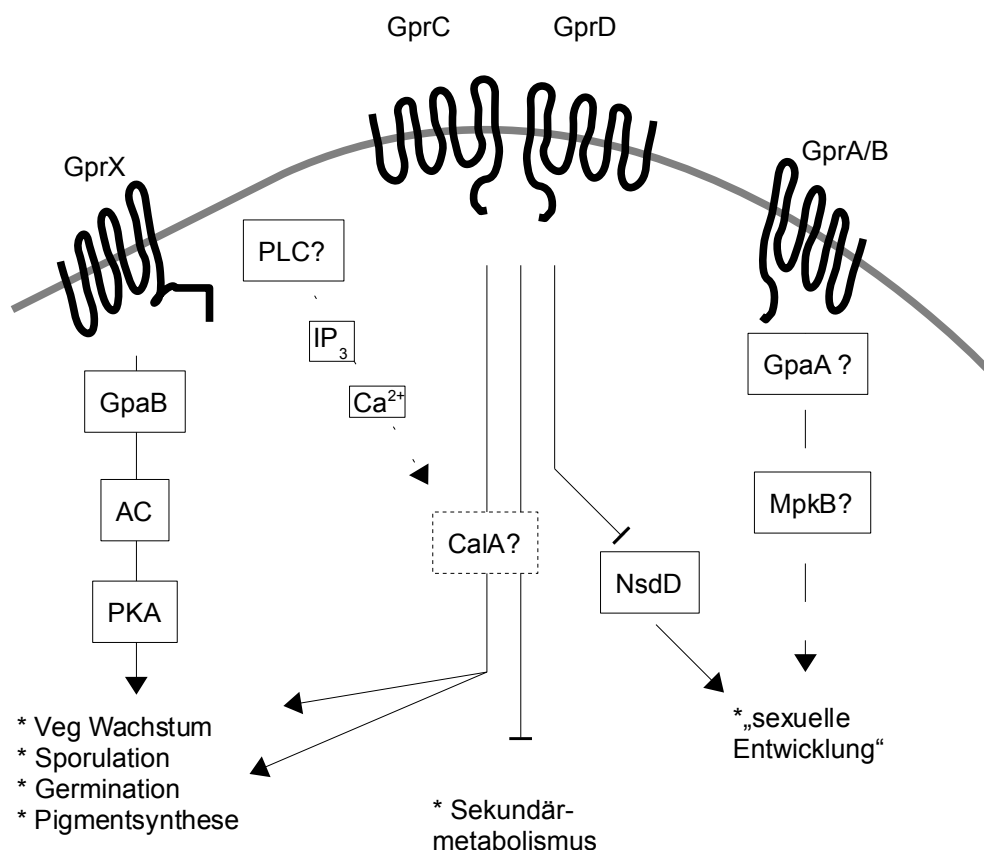 GprC
GprD
GprX
GprA/B
PLC?
IP₃
Ca²⁺
GpaB
AC
PKA
CalA?
NsdD
GpaA ?
MpkB?
* Veg Wachstum
* Sporulation
* Germination
* Pigmentsynthese
* Sekundär-
metabolismus
*„sexuelle
Entwicklung“